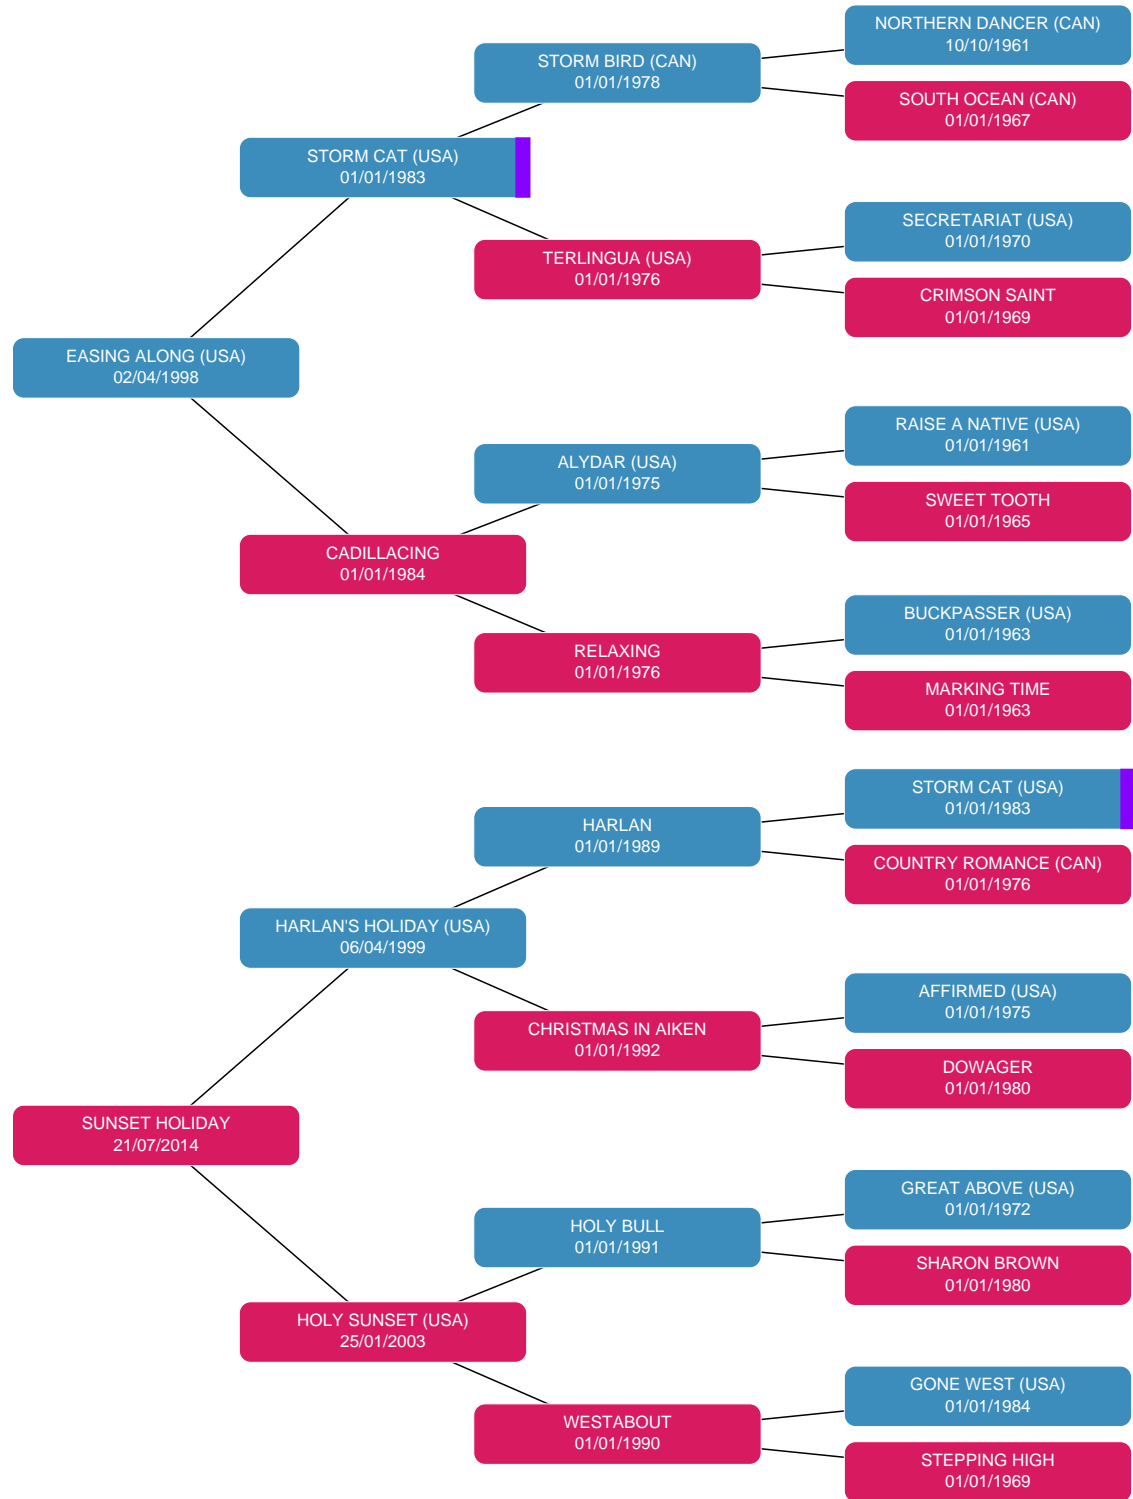 NORTHERN DANCER (CAN)
10/10/1961
STORM BIRD (CAN)
01/01/1978
SOUTH OCEAN (CAN)
01/01/1967
STORM CAT (USA)
01/01/1983
SECRETARIAT (USA)
01/01/1970
TERLINGUA (USA)
01/01/1976
CRIMSON SAINT
01/01/1969
EASING ALONG (USA)
02/04/1998
RAISE A NATIVE (USA)
01/01/1961
ALYDAR (USA)
01/01/1975
SWEET TOOTH
01/01/1965
CADILLACING
01/01/1984
BUCKPASSER (USA)
01/01/1963
RELAXING
01/01/1976
MARKING TIME
01/01/1963
STORM CAT (USA)
01/01/1983
HARLAN
01/01/1989
COUNTRY ROMANCE (CAN)
01/01/1976
HARLAN'S HOLIDAY (USA)
06/04/1999
AFFIRMED (USA)
01/01/1975
CHRISTMAS IN AIKEN
01/01/1992
DOWAGER
01/01/1980
SUNSET HOLIDAY
21/07/2014
GREAT ABOVE (USA)
01/01/1972
HOLY BULL
01/01/1991
SHARON BROWN
01/01/1980
HOLY SUNSET (USA)
25/01/2003
GONE WEST (USA)
01/01/1984
WESTABOUT
01/01/1990
STEPPING HIGH
01/01/1969